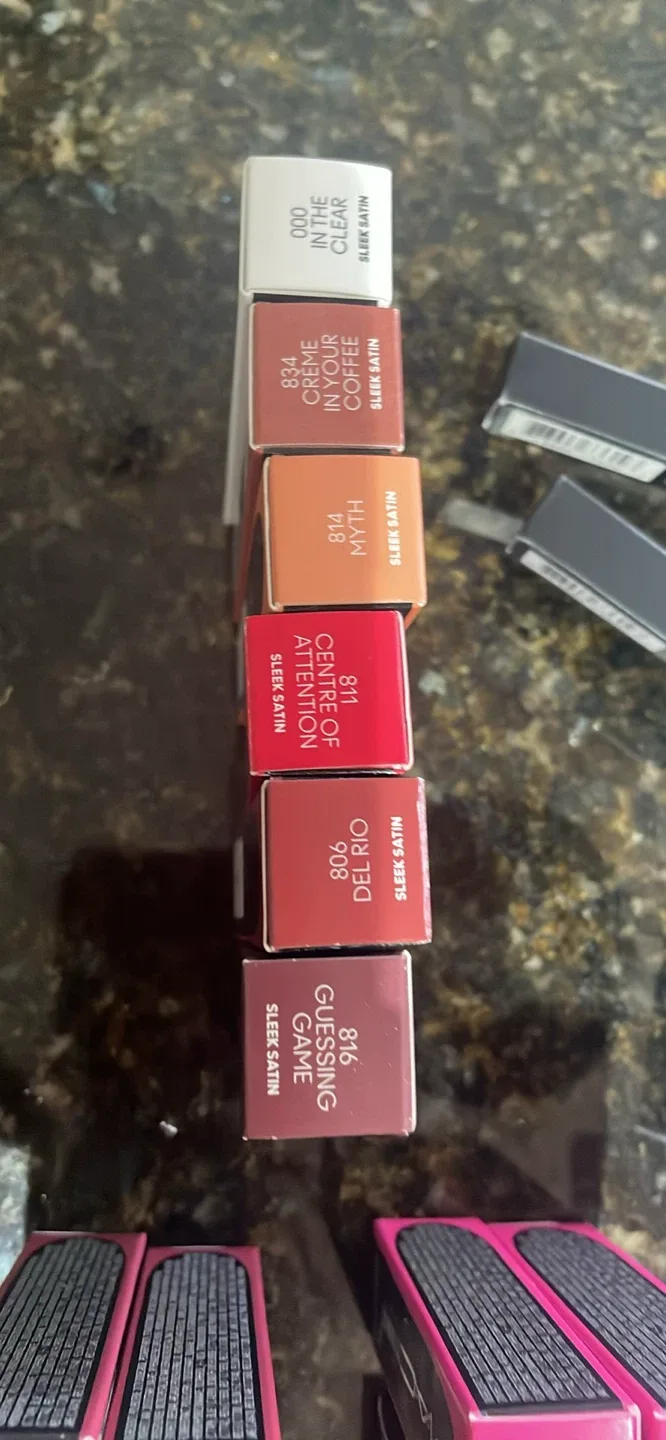 000
IN THE
CLEAR
SLEEK SATIN
834
CRÈME
IN YOUR
COFFEE
SLEEK SATIN
814
MYTH
SLEEK SATIN
811
CENTRE OF
ATTENTION
SLEEK SATIN
806
DEL RIO
SLEEK SATIN
816
GUESSING
GAME
SLEEK SATIN